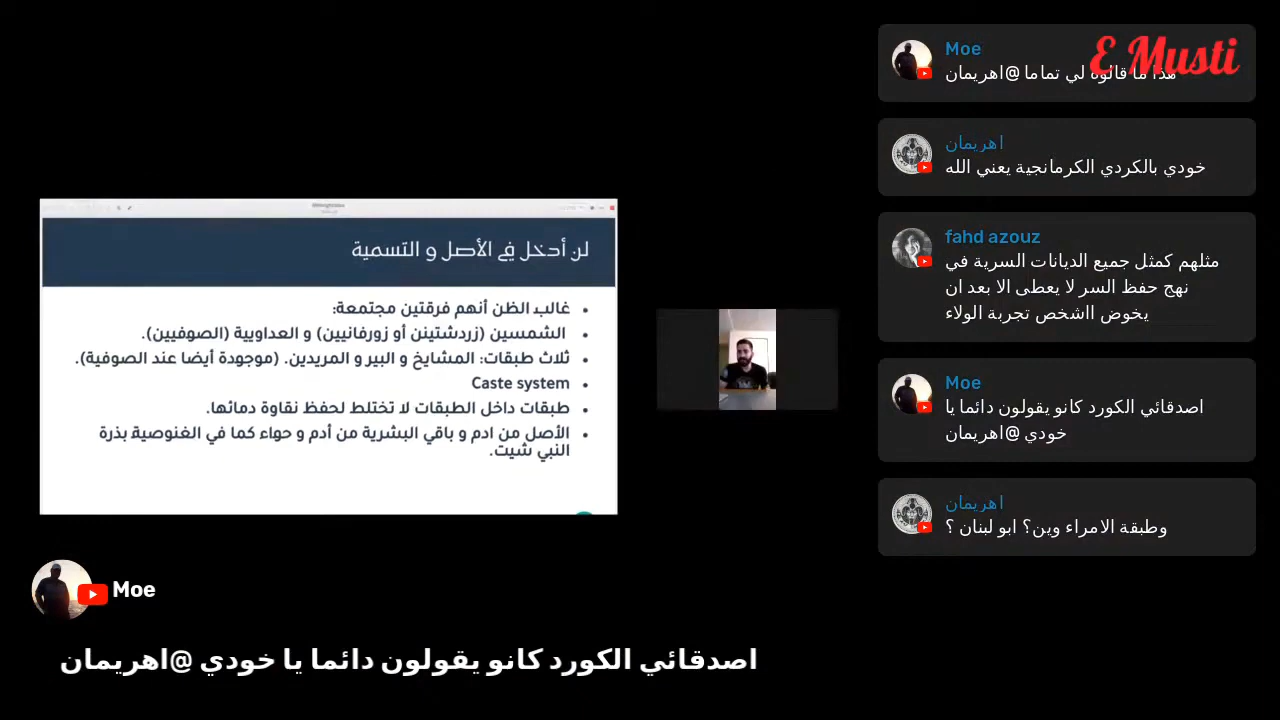 لن أدخل في الأصل و التسمية
غالب الظن أنهم فرقتين مجتمعة:
الشمسين (زردشتينن أو زورفانيين) و العداويية (الصوفيين).
ثلاث طبقات: المشايخ و البير و المريدين. (موجودة أيضا عند الصوفية).
Caste system
طبقات داخل الطبقات لا تختلط لحفظ نقاوة دمائها.
الأصل من ادم و باقي البشرية من أدم و حواء كما في الغنوصية بذرة
النبي شيت.
Moe
اصدقائي الكورد كانو يقولون دائما يا خودي @اهريمان
E Musti
Moe
هذا ما قالوه لي تماما @اهريمان
اهريمان
خودي بالكردي الكرمانجية يعني الله
fahd azouz
مثلهم كمثل جميع الديانات السرية في
نهج حفظ السر لا يعطى الا بعد ان
يخوض ااشخص تجربة الولاء
Moe
اصدقائي الكورد كانو يقولون دائما يا
خودي @اهريمان
اهريمان
وطبقة الامراء وين؟ ابو لبنان ؟